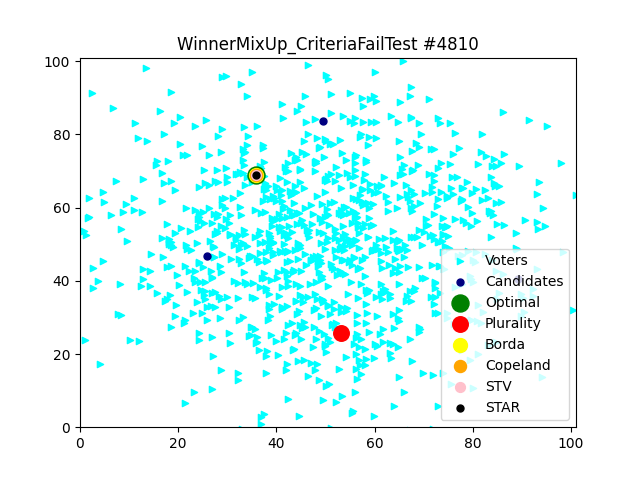 WinnerMixUp_CriteriaFailTest #4810
100
80
60
40
20
0
0 20 40 60 80 100
Voters
Candidates
Optimal
Plurality
Borda
Copeland
STV
STAR